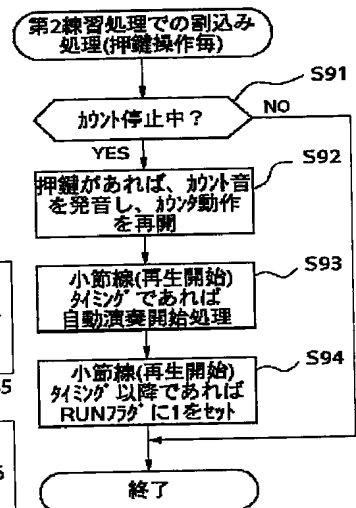 第2練習処理での割込み
処理(押鍵操作毎)
S91
カウント停止中?
NO
YES
S92
押鍵があれば、カウント音
を発音し、カウンタ動作
を再開
S93
小節線(再生開始)
タイミングであれば
自動演奏開始処理
S94
小節線(再生開始)
タイミング以降であれば
RUNフラグに1をセット
終了